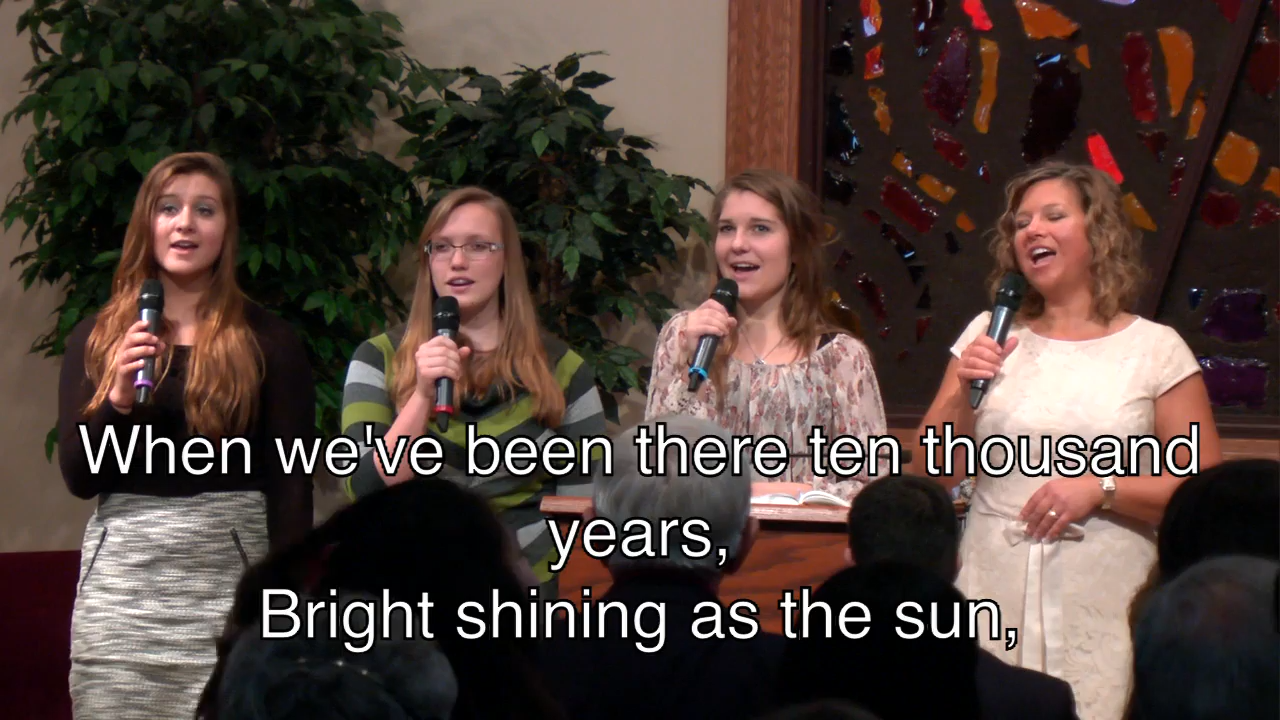 When we've been there ten thousand
years,
Bright shining as the sun,